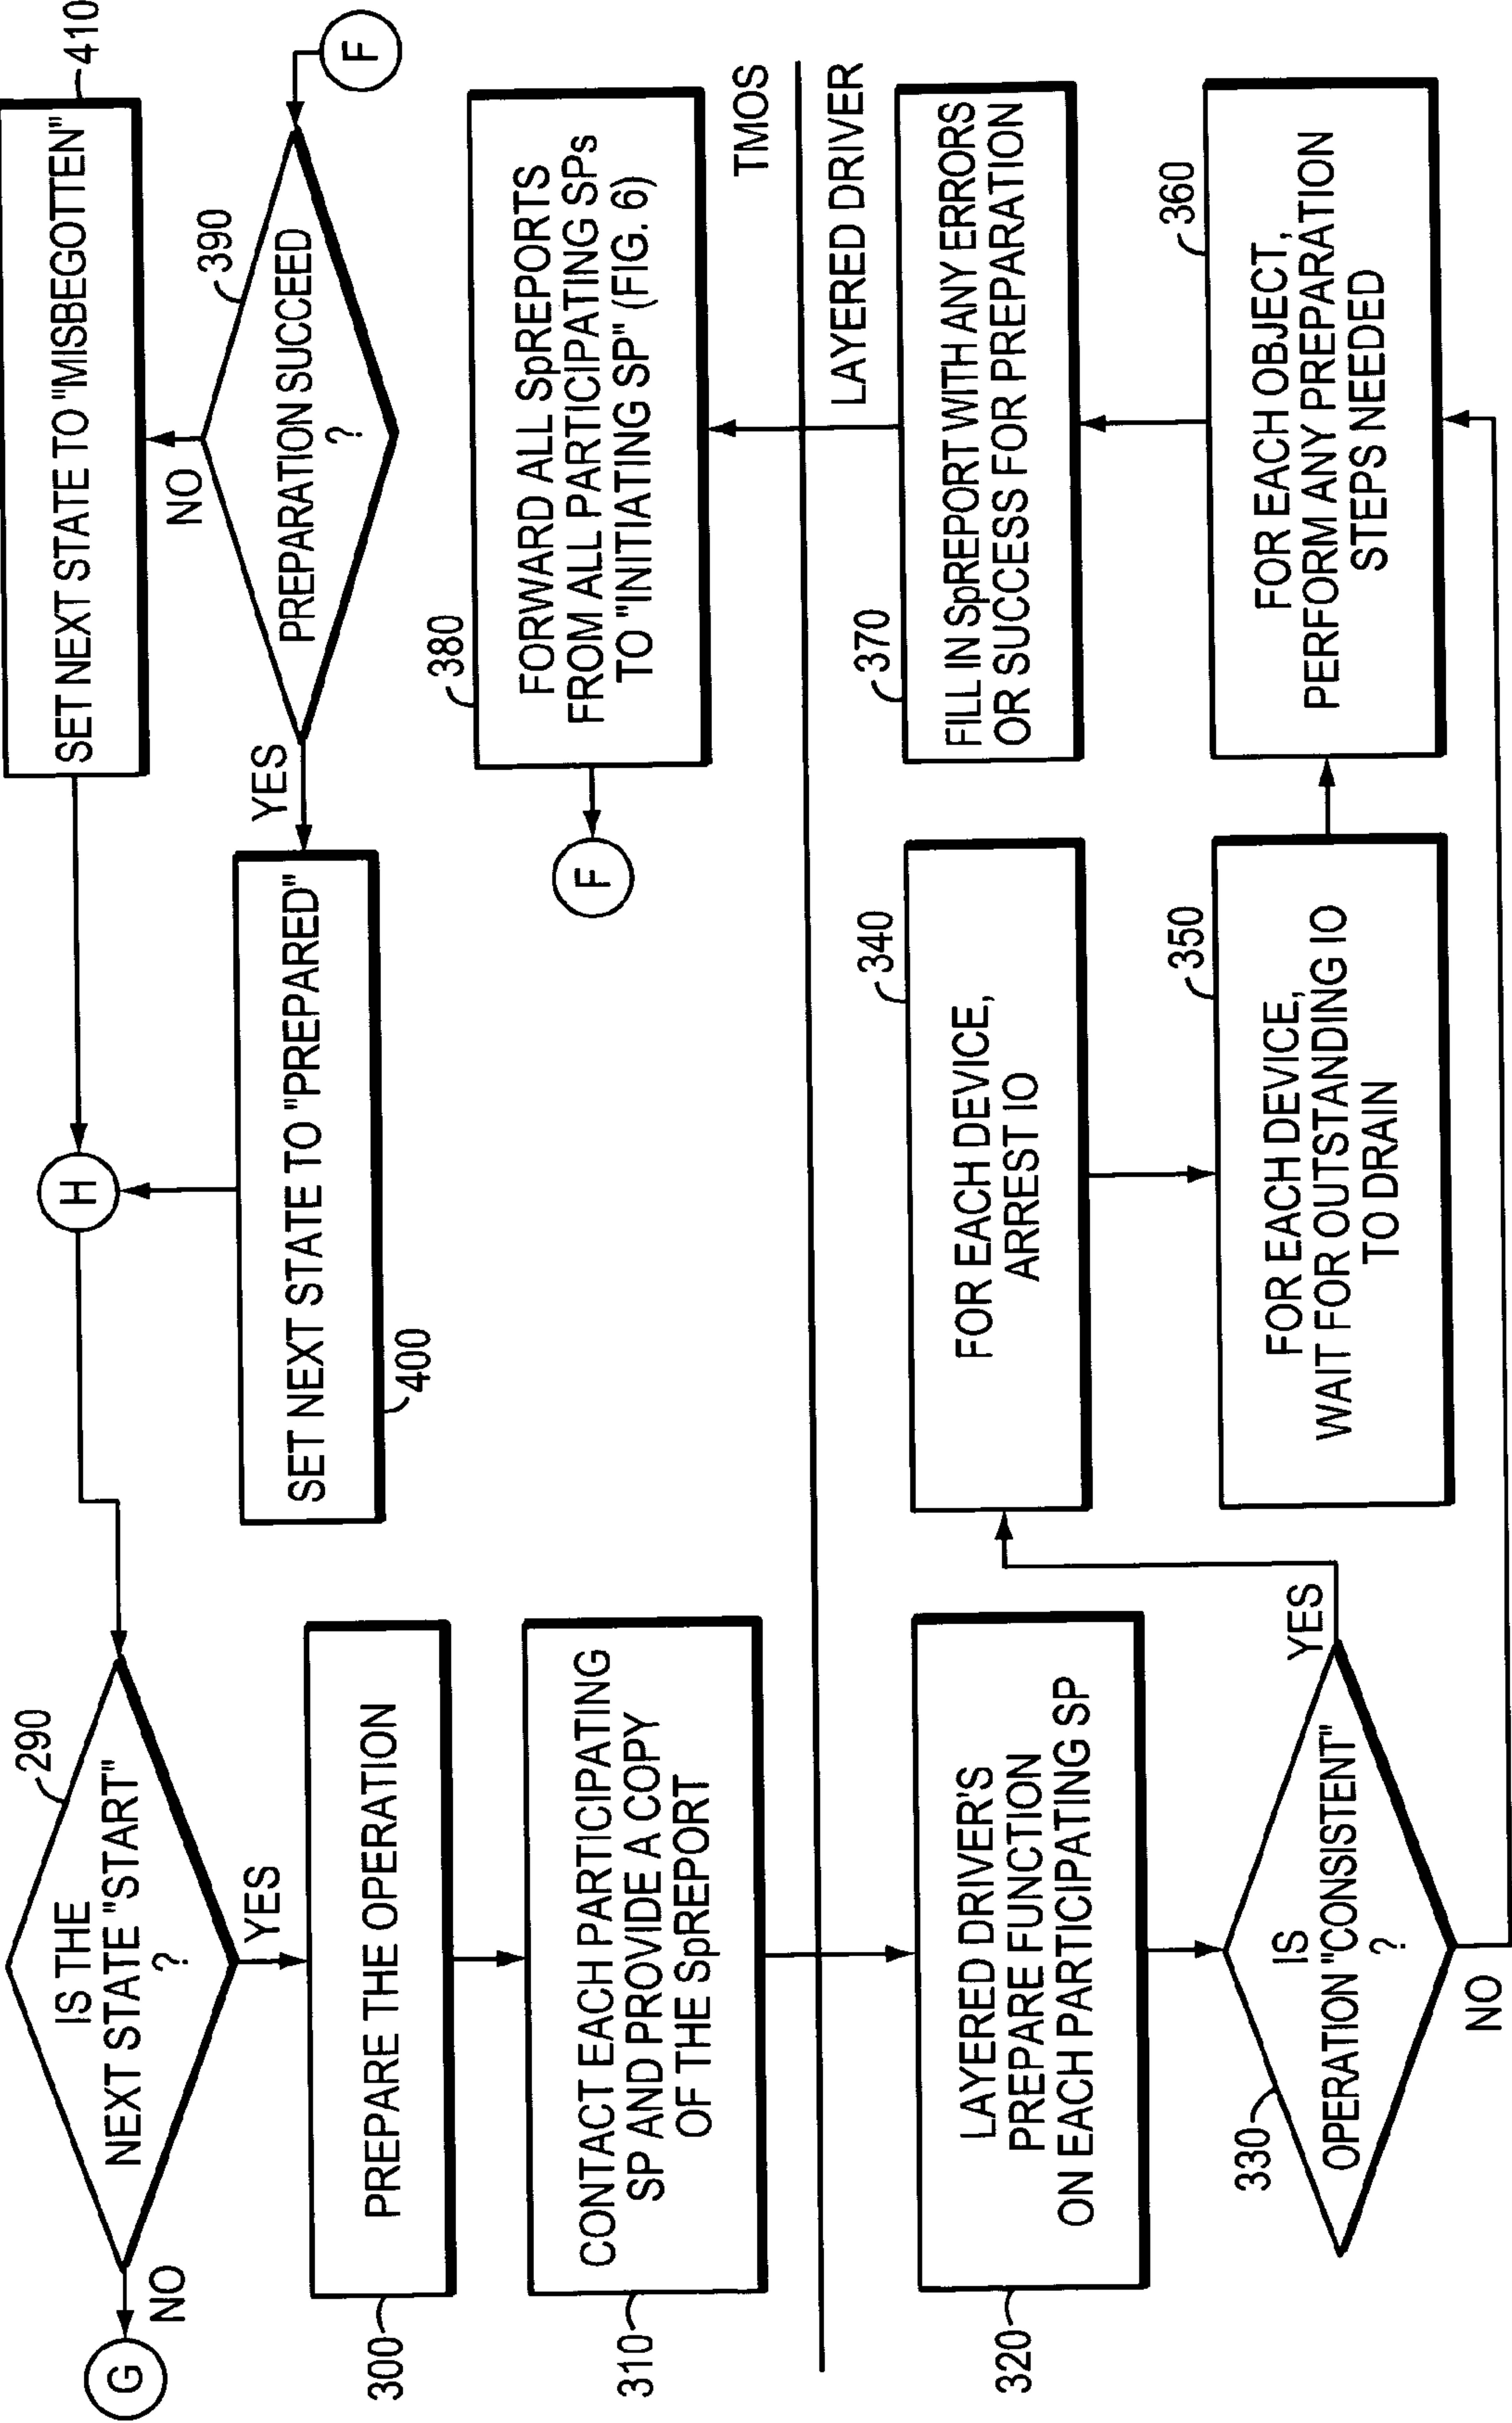 290
IS THE
NEXT STATE "START"
?
NO
G
YES
300
PREPARE THE OPERATION
310
CONTACT EACH PARTICIPATING
SP AND PROVIDE A COPY
OF THE SpREPORT
320
LAYERED DRIVER'S
PREPARE FUNCTION
ON EACH PARTICIPATING SP
330
IS
OPERATION "CONSISTENT"
?
YES
NO
H
SET NEXT STATE TO "PREPARED"
400
340
FOR EACH DEVICE,
ARREST IO
350
FOR EACH DEVICE,
WAIT FOR OUTSTANDING IO
TO DRAIN
410
SET NEXT STATE TO "MISBEGOTTEN"
NO
390
PREPARATION SUCCEED
?
YES
F
380
FORWARD ALL SpREPORTS
FROM ALL PARTICIPATING SPs
TO "INITIATING SP" (FIG. 6)
F
TMOS
LAYERED DRIVER
370
FILL IN SpREPORT WITH ANY ERRORS
OR SUCCESS FOR PREPARATION
360
FOR EACH OBJECT,
PERFORM ANY PREPARATION
STEPS NEEDED